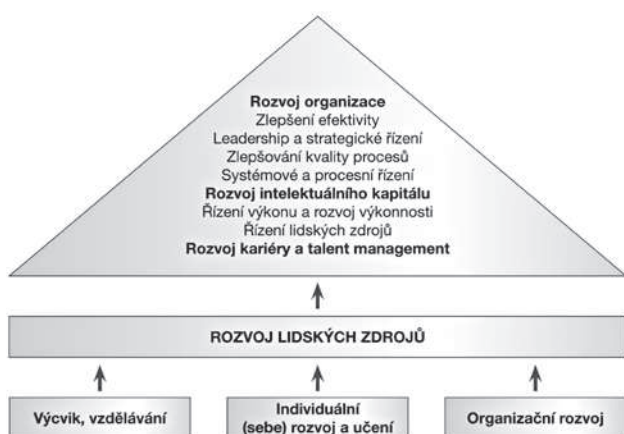 Rozvoj organizace
Zlepšení efektivity
Leadership a strategické řízení
Zlepšování kvality procesů
Systémové a procesní řízení
Rozvoj intelektuálního kapitálu
Řízení výkonu a rozvoj výkonnosti
Řízení lidských zdrojů
Rozvoj kariéry a talent management
ROZVOJ LIDSKÝCH ZDROJŮ
Výcvik, vzdělávání
Individuální
(sebe) rozvoj a učení
Organizační rozvoj